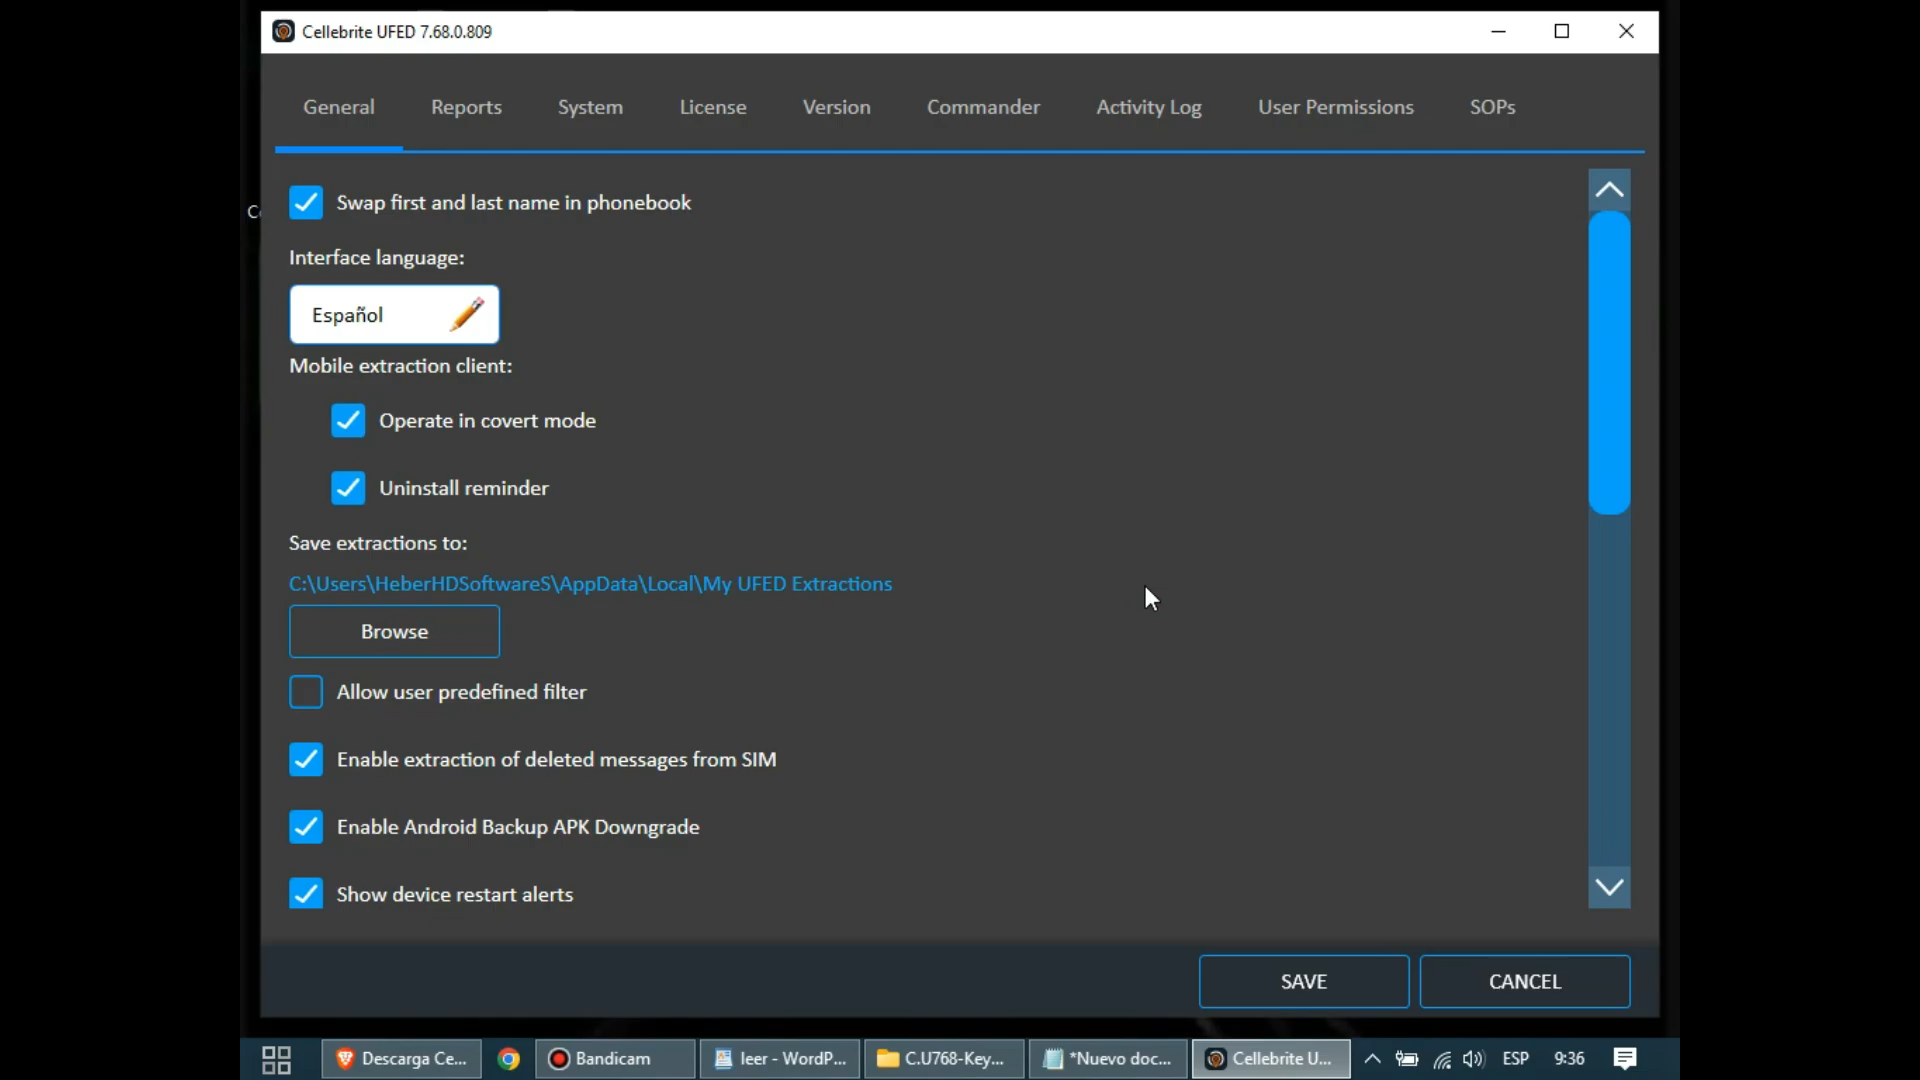 Cellebrite UFED 7.68.0.809
General Reports System License Version Commander Activity Log User Permissions SOPs
Swap first and last name in phonebook
Interface language:
Español
Mobile extraction client:
Operate in covert mode
Uninstall reminder
Save extractions to:
C:\Users\HeberHDSoftwareS\AppData\Local\My UFED Extractions
Browse
Allow user predefined filter
Enable extraction of deleted messages from SIM
Enable Android Backup APK Downgrade
Show device restart alerts
SAVE CANCEL
Descarga Ce... Bandicam leer - WordP... C.U768-Key... *Nuevo doc... Cellebrite U... ESP 9:36